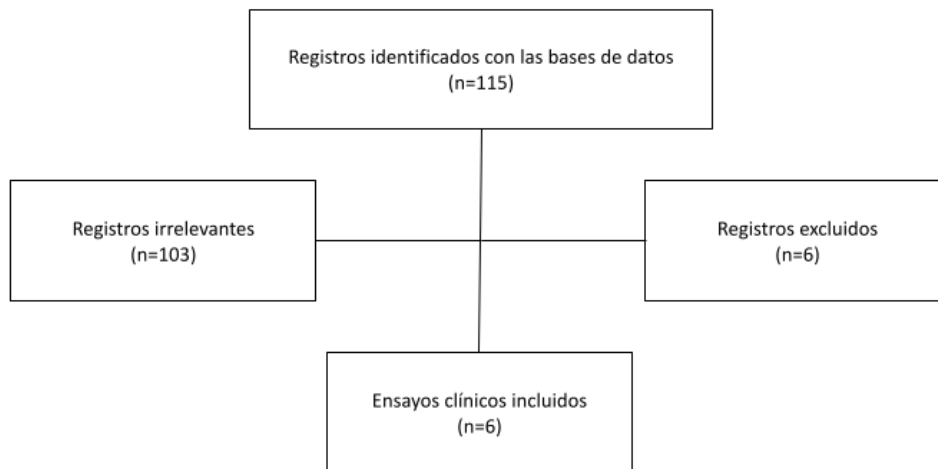 Registros identificados con las bases de datos
(n=115)
Registros irrelevantes
(n=103)
Registros excluidos
(n=6)
Ensayos clínicos incluidos
(n=6)